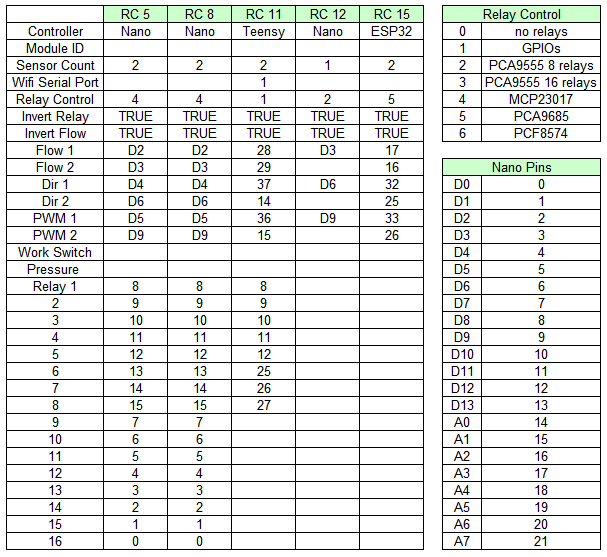 RC 5 RC 8 RC 11 RC 12 RC 15
Controller Nano Nano Teensy Nano ESP32
Module ID
Sensor Count 2 2 2 1 2
Wifi Serial Port 1
Relay Control 4 4 1 2 5
Invert Relay TRUE TRUE TRUE TRUE TRUE
Invert Flow TRUE TRUE TRUE TRUE TRUE
Flow 1 D2 D2 28 D3 17
Flow 2 D3 D3 29 16
Dir 1 D4 D4 37 D6 32
Dir 2 D6 D6 14 25
PWM 1 D5 D5 36 D9 33
PWM 2 D9 D9 15 26
Work Switch
Pressure
Relay 1 8 8 8
2 9 9 9
3 10 10 10
4 11 11 11
5 12 12 12
6 13 13 25
7 14 14 26
8 15 15 27
9 7 7
10 6 6
11 5 5
12 4 4
13 3 3
14 2 2
15 1 1
16 0 0
Relay Control
0 no relays
1 GPIOs
2 PCA9555 8 relays
3 PCA9555 16 relays
4 MCP23017
5 PCA9685
6 PCF8574
Nano Pins
D0 0
D1 1
D2 2
D3 3
D4 4
D5 5
D6 6
D7 7
D8 8
D9 9
D10 10
D11 11
D12 12
D13 13
A0 14
A1 15
A2 16
A3 17
A4 18
A5 19
A6 20
A7 21